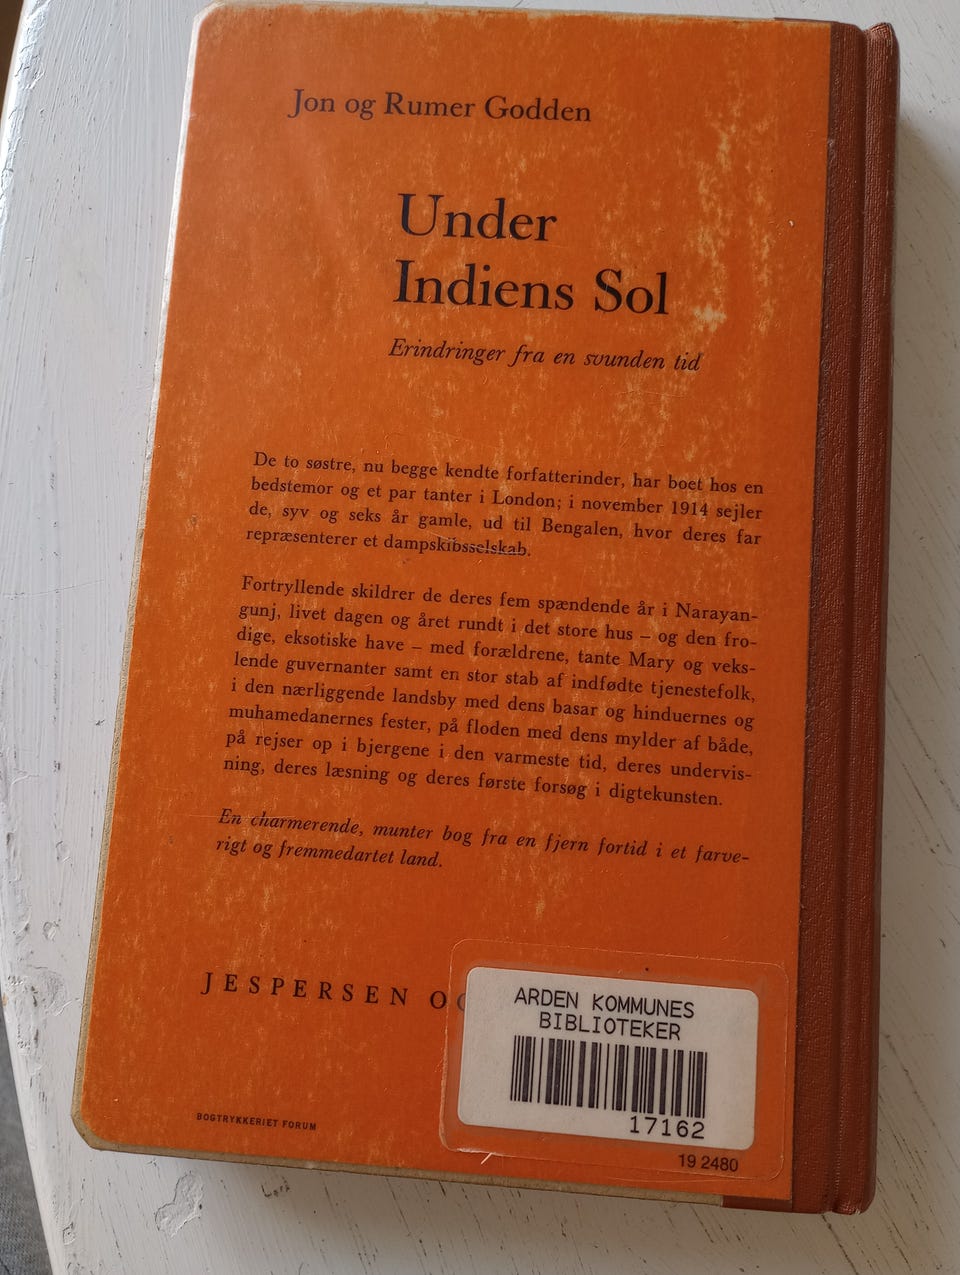 Jon og Rumer Godden
Under
Indiens Sol
Erindringer fra en svunden tid
De to søstre, nu begge kendte forfatterinder, har boet hos en
bedstemor og et par tanter i London; i november 1914 sejler
de, syv og seks år gamle, ud til Bengalen, hvor deres far
repræsenterer et dampskibsselskab.
Fortryllende skildrer de deres fem spændende år i Narayan-
gunj, livet dagen og året rundt i det store hus – og den fro-
dige, eksotiske have – med forældrene, tante Mary og veks-
lende guvernanter samt en stor stab af indfødte tjenestefolk,
i den nærliggende landsby med dens basar og hinduernes og
muhamedanernes fester, på floden med dens mylder af både,
på rejser op i bjergene i den varmeste tid, deres undervis-
ning, deres læsning og deres første forsøg i digtekunsten.
En charmerende, munter bog fra en fjern fortid i et farve-
rigt og fremmedartet land.
JESPERSEN OG
ARDEN KOMMUNES
BIBLIOTEKER
17162
19 2480
BOGTRYKKERIET FORUM